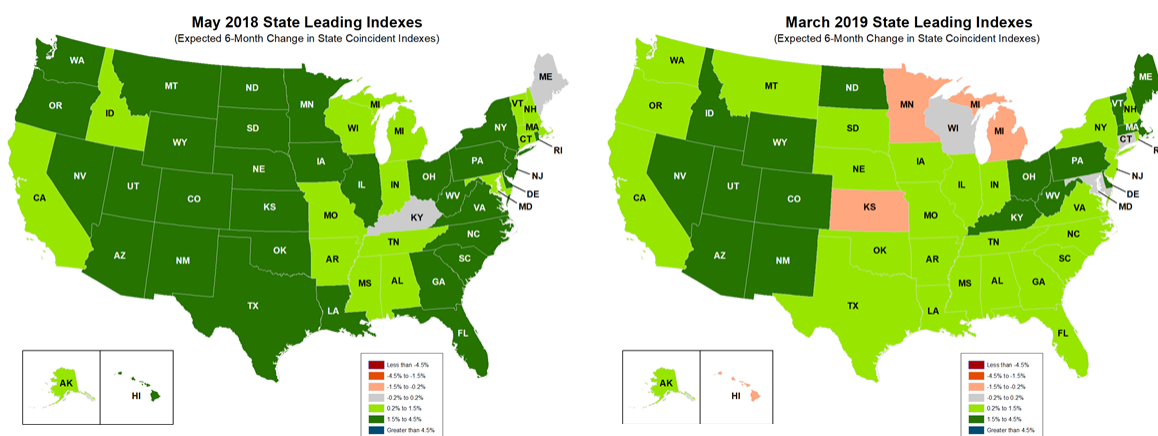 May 2018 State Leading Indexes
(Expected 6-Month Change in State Coincident Indexes)
WA
MT
ND
MN
ME
OR
ID
WY
SD
WI
MI
MI
VT
NH
NY
MA
CT
RI
NV
UT
CO
NE
IA
IL
IN
OH
PA
NJ
DE
MD
WV
VA
CA
KS
MO
KY
NC
TN
SC
AZ
NM
OK
AR
MS
AL
GA
TX
LA
FL
AK
HI
Less than -4.5%
-4.5% to -1.5%
-1.5% to -0.2%
-0.2% to 0.2%
0.2% to 1.5%
1.5% to 4.5%
Greater than 4.5%
March 2019 State Leading Indexes
(Expected 6-Month Change in State Coincident Indexes)
WA
MT
ND
MN
ME
OR
ID
WY
SD
WI
MI
MI
VT
NH
NY
MA
CT
NV
UT
CO
NE
IA
IL
IN
OH
PA
NJ
DE
MD
WV
VA
CA
KS
MO
KY
NC
TN
SC
AZ
NM
OK
AR
MS
AL
GA
TX
LA
FL
AK
HI
Less than -4.5%
-4.5% to -1.5%
-1.5% to -0.2%
-0.2% to 0.2%
0.2% to 1.5%
1.5% to 4.5%
Greater than 4.5%